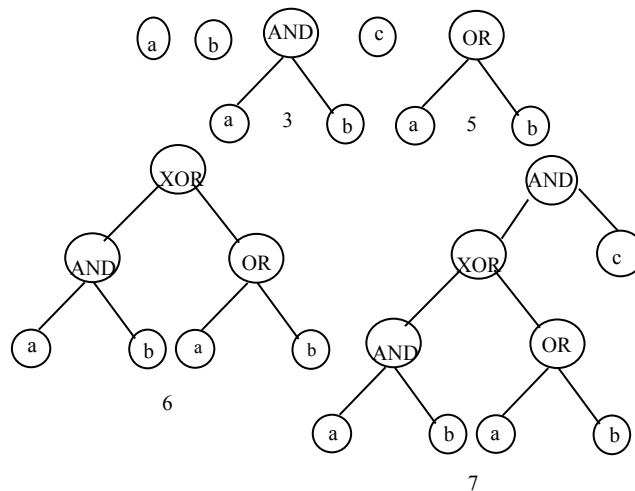 a b AND c OR
a 3 b a 5 b
XOR AND
AND OR XOR c
a b a b AND OR
6
a b a b
7